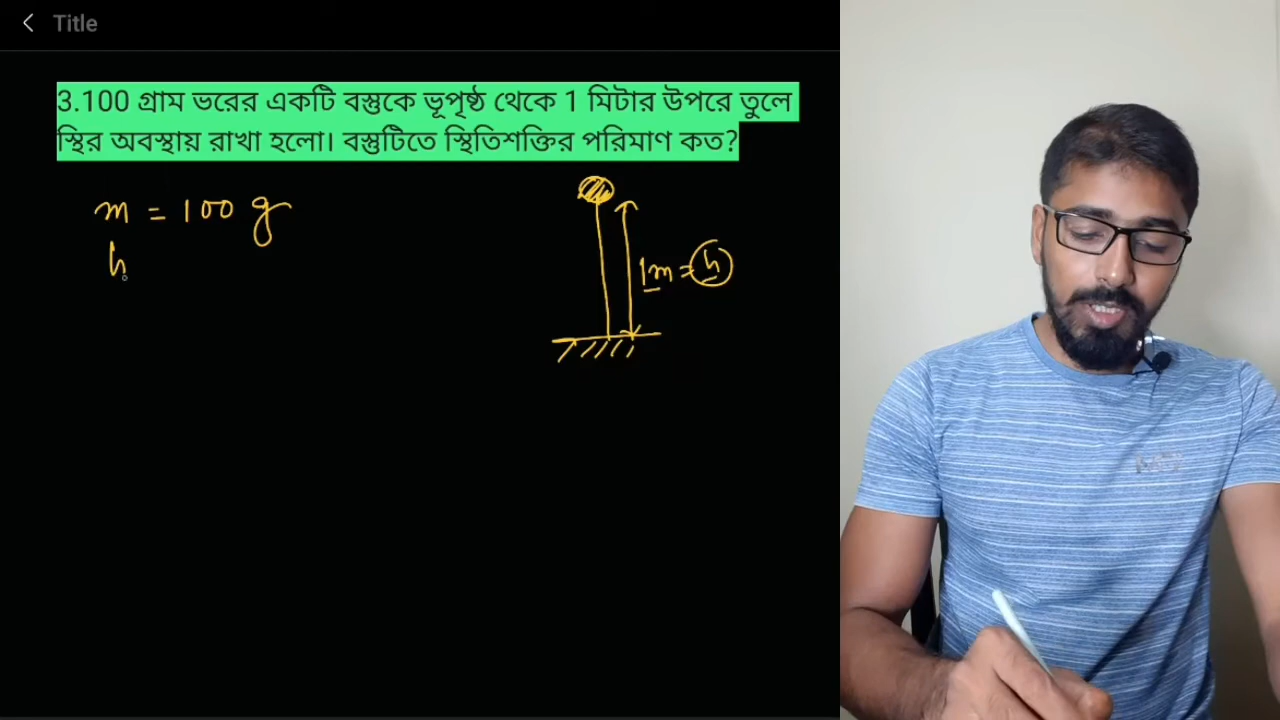 Title
3.100 গ্রাম ভরের একটি বস্তুকে ভূপৃষ্ঠ থেকে 1 মিটার উপরে তুলে
স্থির অবস্থায় রাখা হলো। বস্তুটিতে স্থিতিশক্তির পরিমাণ কত?
m = 100 g
h
1m = h